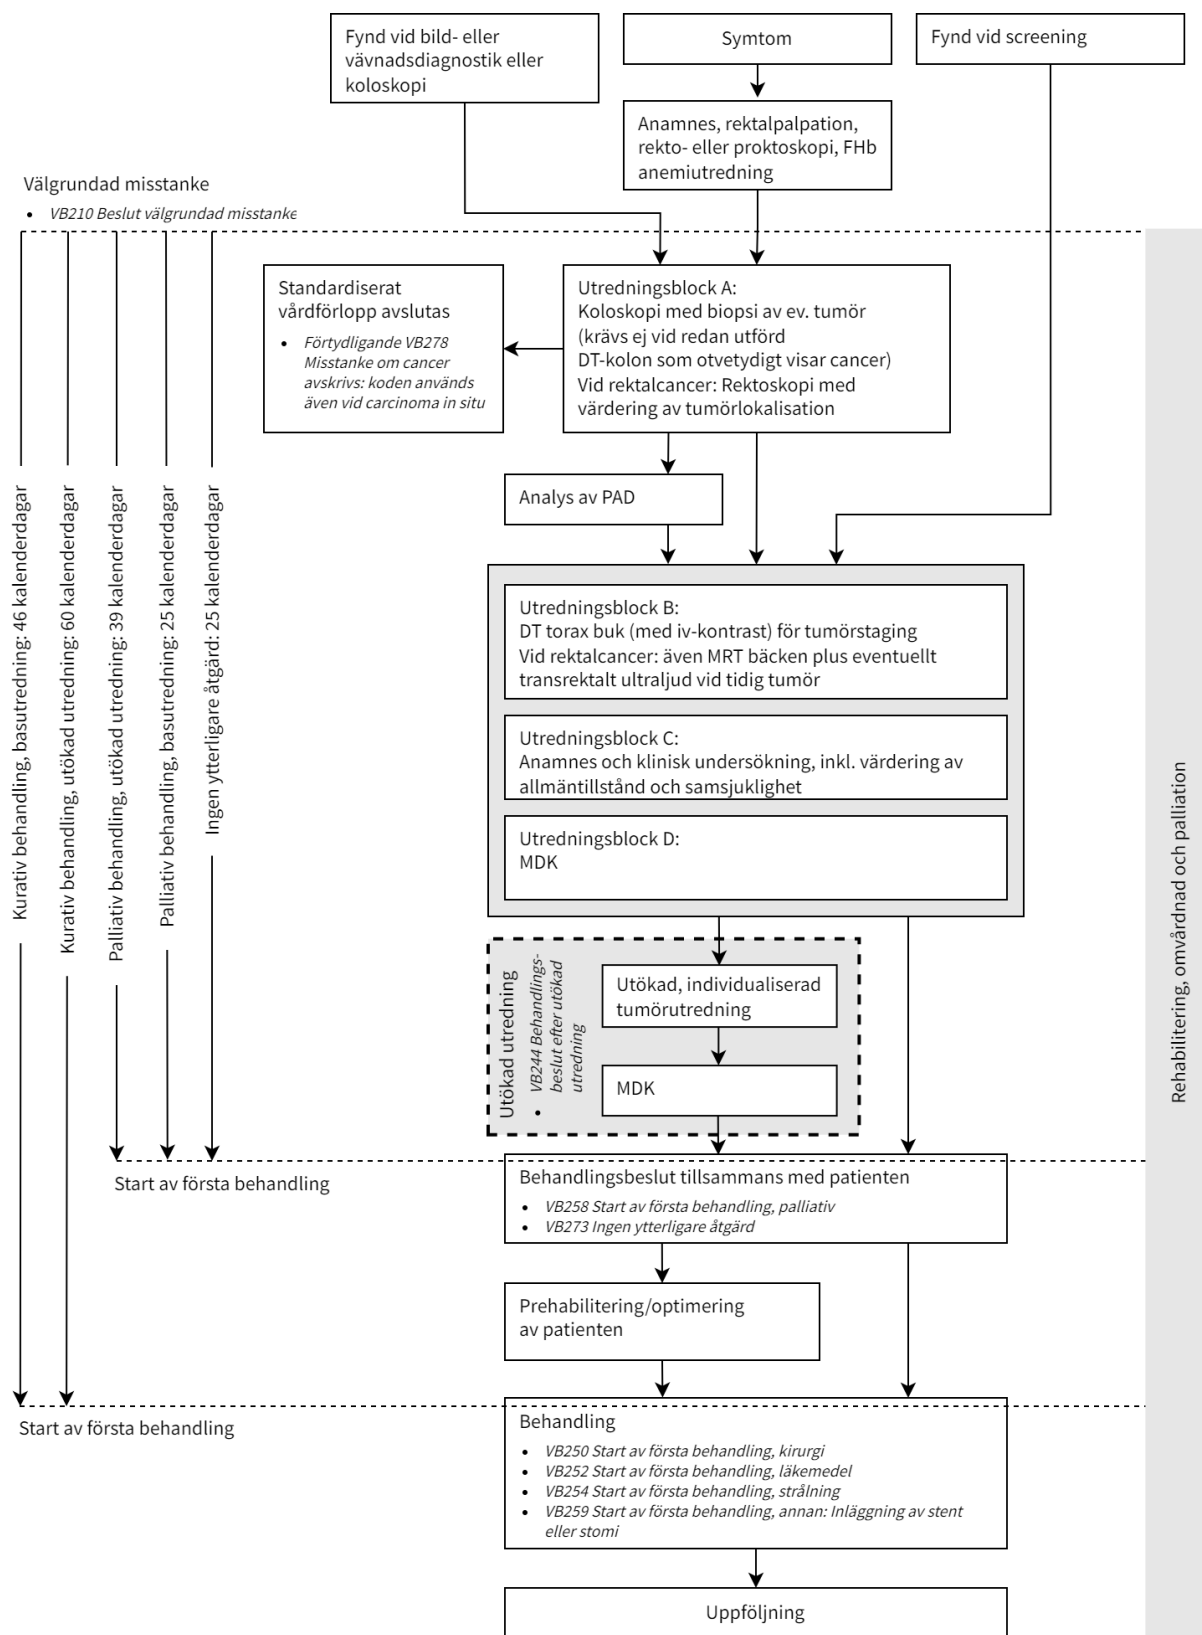 Fynd vid bild- eller
vävnadsdiagnostik eller
koloskopi
Symtom
Fynd vid screening
Anamnes, rektalpalpation,
rekto- eller proktoskopi, FHb
anemiutredning
Välgrundad misstanke
• VB210 Beslut välgrundad misstanke
Standardiserat
vårdförlopp avslutas
• Förtydligande VB278
Misstanke om cancer
avskrivs: koden används
även vid carcinoma in situ
Utredningsblock A:
Koloskopi med biopsi av ev. tumör
(krävs ej vid redan utförd
DT-kolon som otvetydigt visar cancer)
Vid rektalcancer: Rektoskopi med
värdering av tumörlokalisation
Analys av PAD
Kurativ behandling, basutredning: 46 kalenderdagar
Kurativ behandling, utökad utredning: 60 kalenderdagar
Palliativ behandling, utökad utredning: 39 kalenderdagar
Palliativ behandling, basutredning: 25 kalenderdagar
Ingen ytterligare åtgärd: 25 kalenderdagar
Utredningsblock B:
DT torax buk (med iv-kontrast) för tumörstaging
Vid rektalcancer: även MRT bäcken plus eventuellt
transrektalt ultraljud vid tidig tumör
Utredningsblock C:
Anamnes och klinisk undersökning, inkl. värdering av
allmäntillstånd och samsjuklighet
Utredningsblock D:
MDK
Rehabilitering, omvårdnad och palliation
Utökad utredning
• VB244 Behandlings-
beslut efter utökad
utredning
Utökad, individualiserad
tumörutredning
MDK
Start av första behandling
Behandlingsbeslut tillsammans med patienten
• VB258 Start av första behandling, palliativ
• VB273 Ingen ytterligare åtgärd
Prehabilitering/optimering
av patienten
Start av första behandling
Behandling
• VB250 Start av första behandling, kirurgi
• VB252 Start av första behandling, läkemedel
• VB254 Start av första behandling, strålning
• VB259 Start av första behandling, annan: Inläggning av stent
eller stomi
Uppföljning